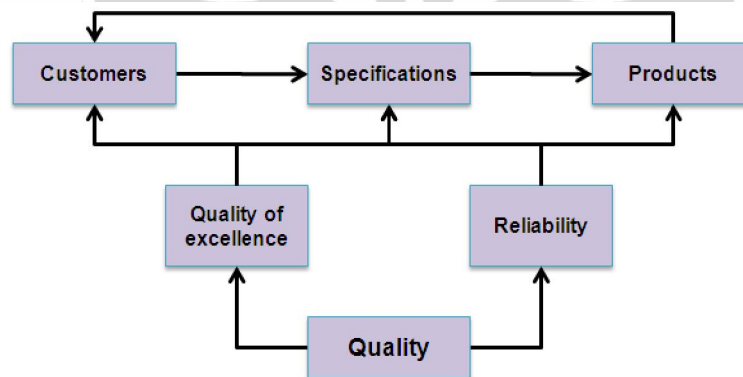 Customers
Specifications
Products
Quality of
excellence
Reliability
Quality